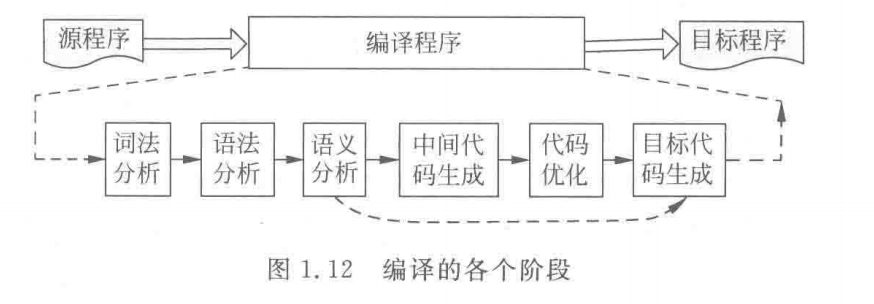 源程序
编译程序
目标程序
词法
分析
语法
分析
语义
分析
中间代
码生成
代码
优化
目标代
码生成
图 1.12 编译的各个阶段